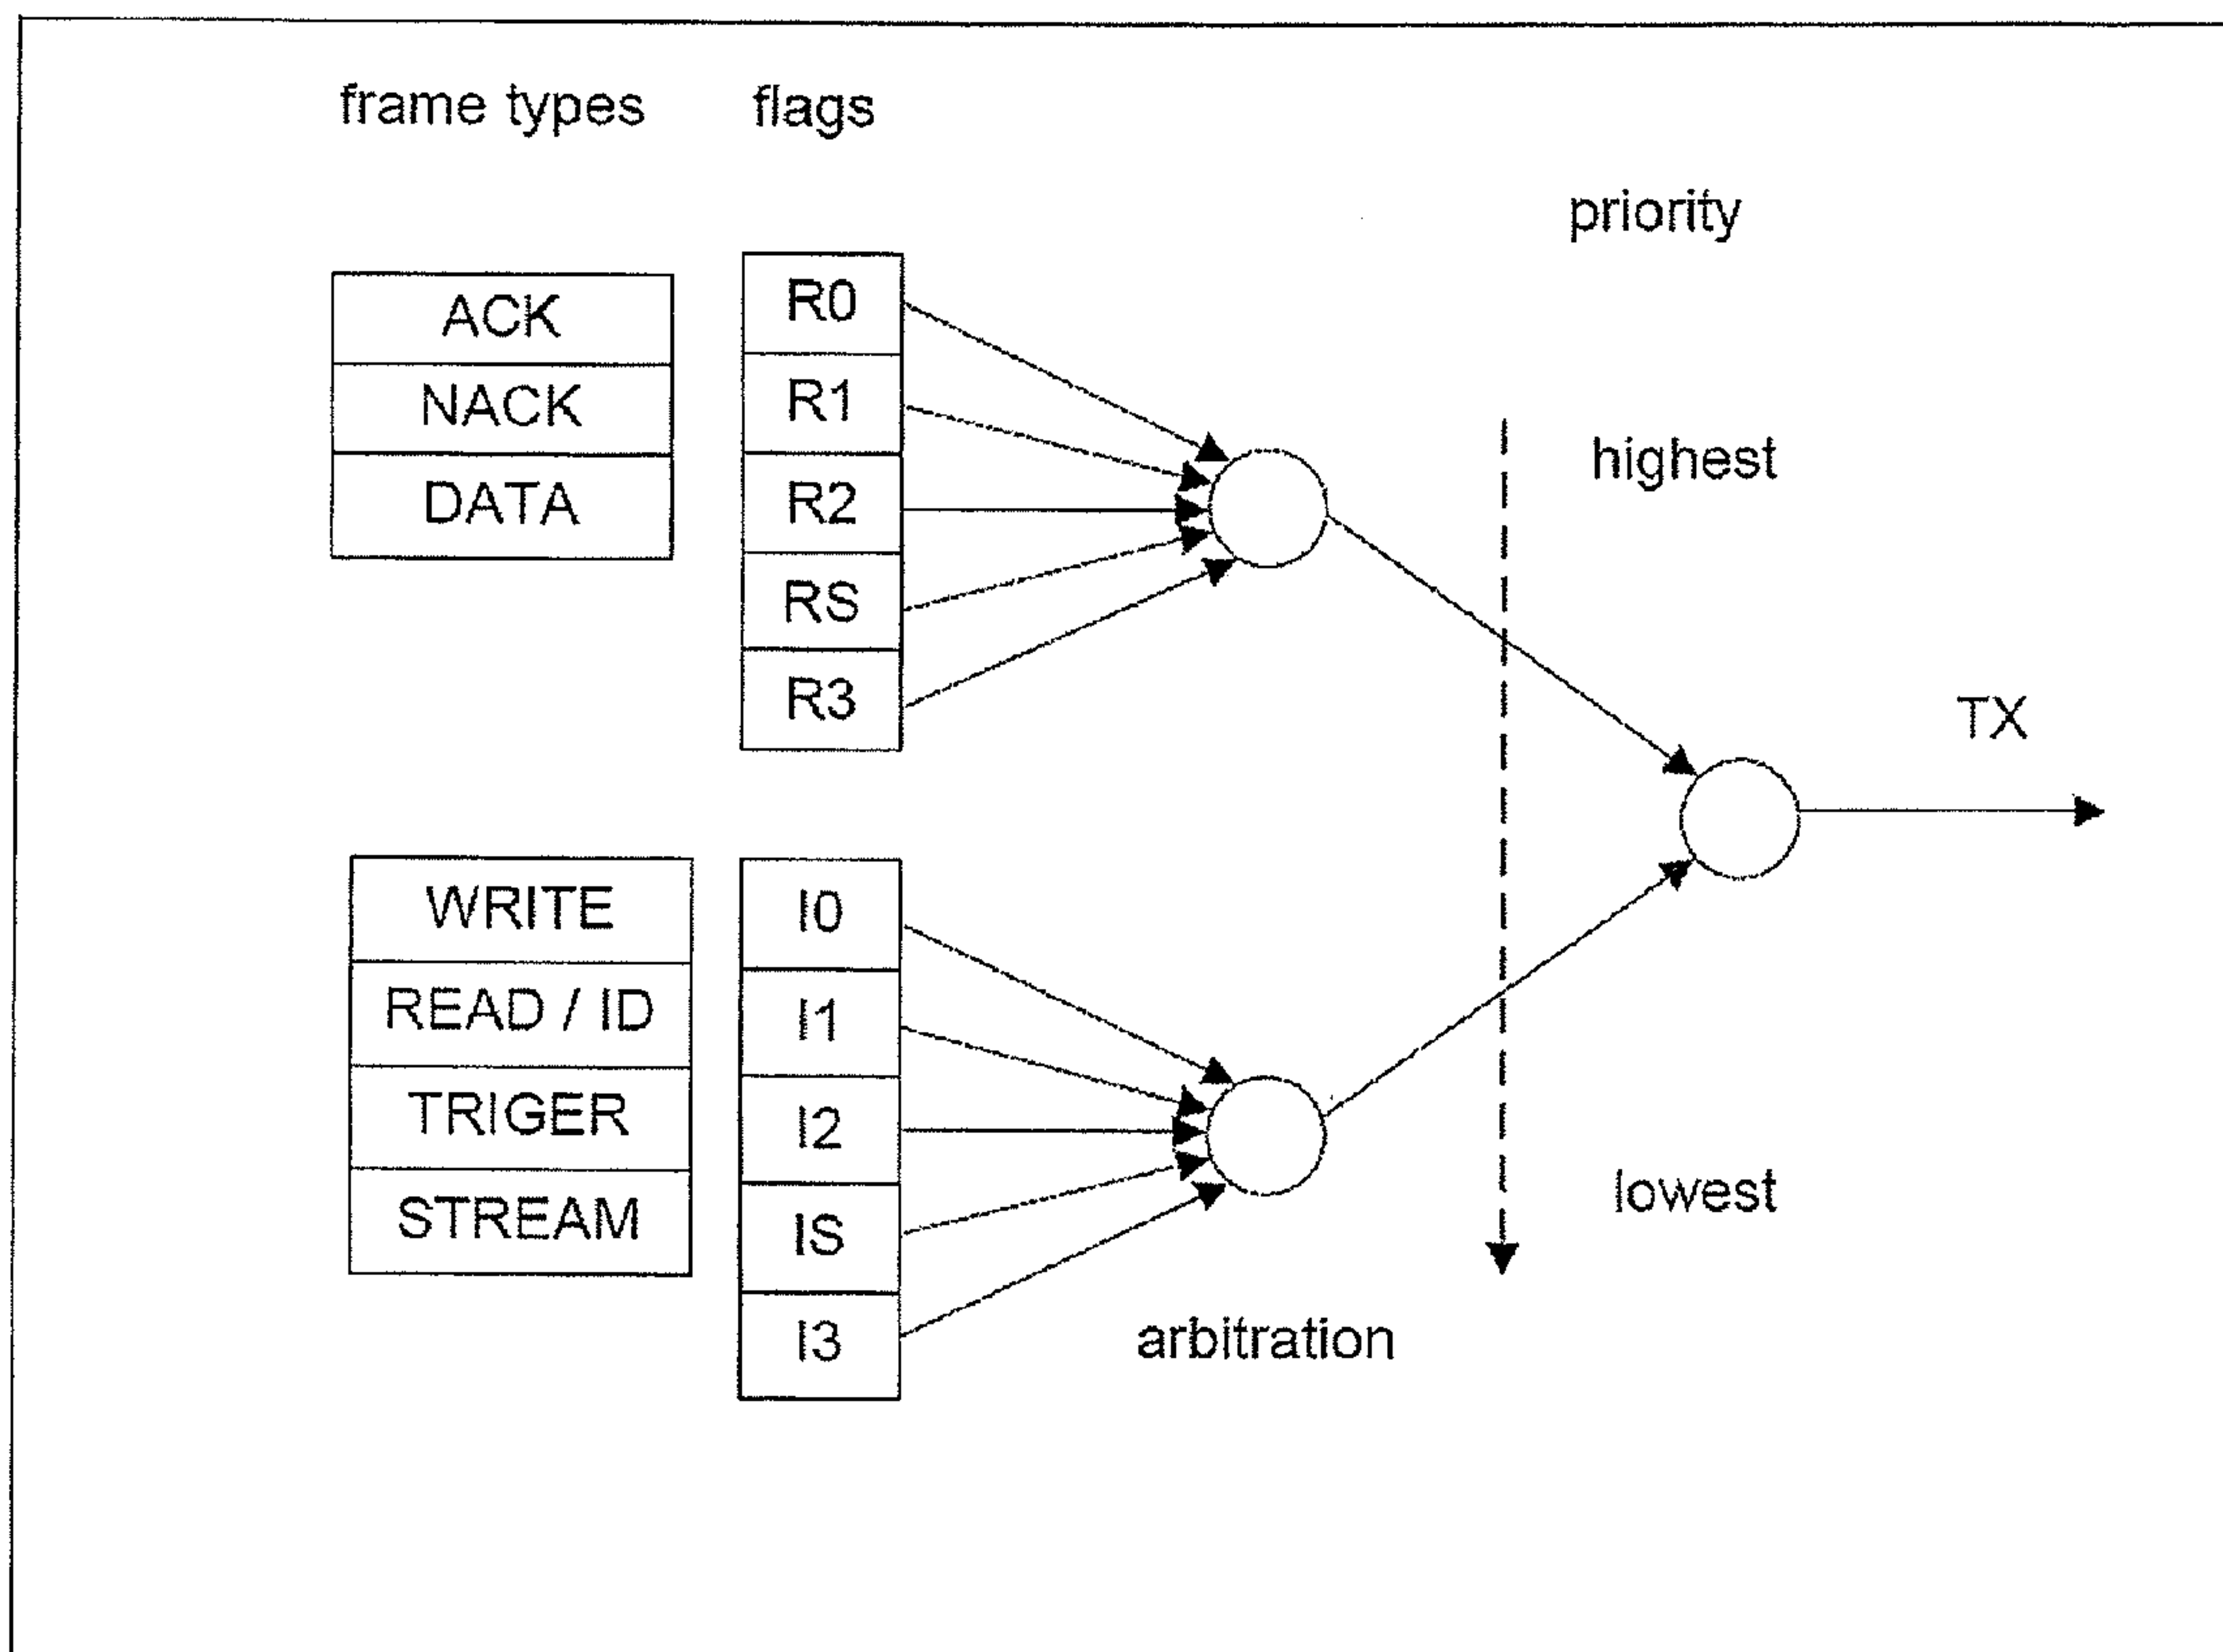 frame types flags
priority
ACK
NACK
DATA
R0
R1
R2
RS
R3
highest
TX
WRITE
READ / ID
TRIGER
STREAM
I0
I1
I2
IS
I3
lowest
arbitration